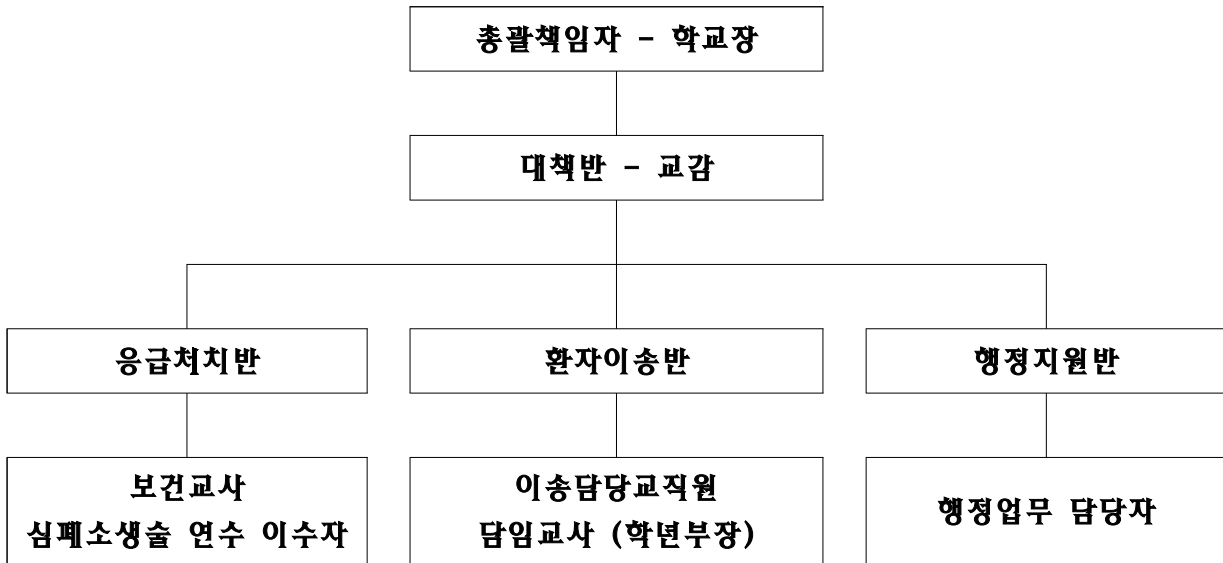 총괄책임자 - 학교장
대책반 - 교감
응급처치반
환자이송반
행정지원반
보건교사
심폐소생술 연수 이수자
이송담당교직원
담임교사 (학년부장)
행정업무 담당자